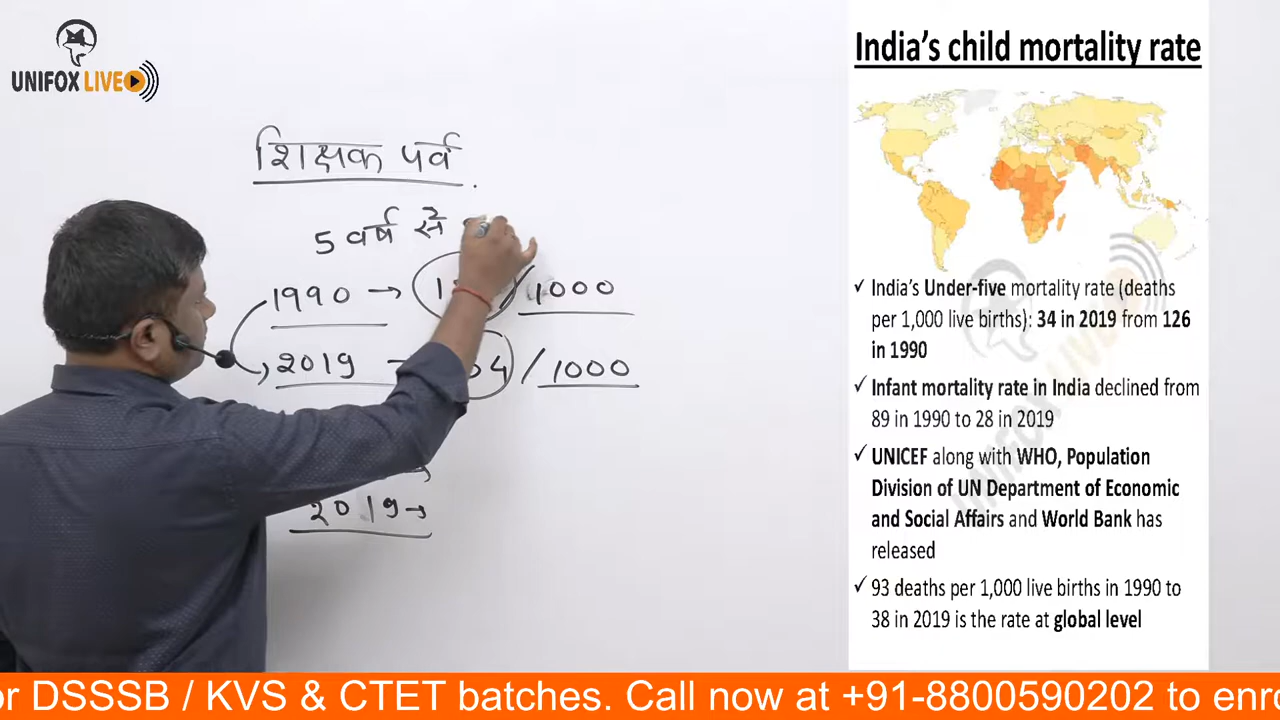 UNIFOX LIVE
शिक्षक पर्व
5 वर्ष से
1990 → 1 / 1000
2019 - 34 / 1000
2019→
India's child mortality rate
✓ India's Under-five mortality rate (deaths
per 1,000 live births): 34 in 2019 from 126
in 1990
✓ Infant mortality rate in India declined from
89 in 1990 to 28 in 2019
✓ UNICEF along with WHO, Population
Division of UN Department of Economic
and Social Affairs and World Bank has
released
✓ 93 deaths per 1,000 live births in 1990 to
38 in 2019 is the rate at global level
UNIFOX LIVE
or DSSSB / KVS & CTET batches. Call now at +91-8800590202 to enro